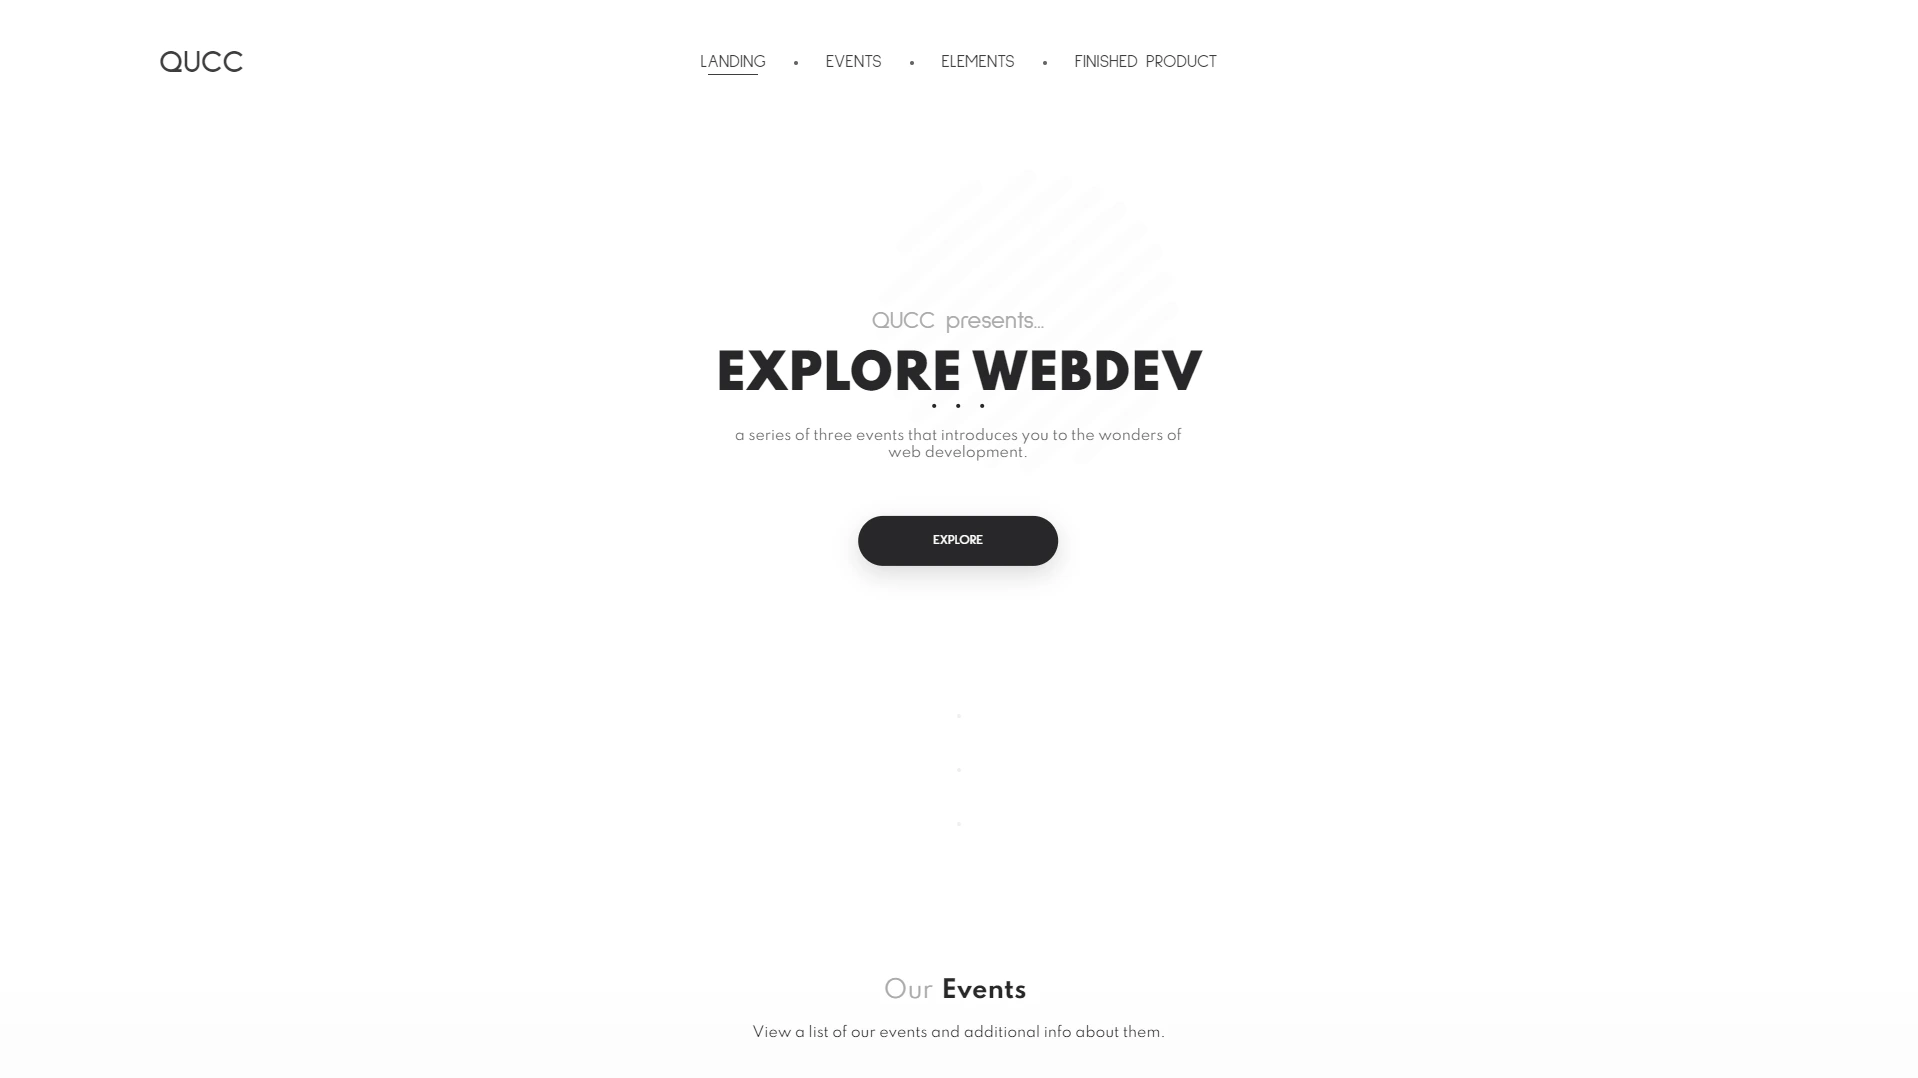 QUCC
LANDING • EVENTS • ELEMENTS • FINISHED PRODUCT
QUCC presents...
EXPLORE WEBDEV
a series of three events that introduces you to the wonders of
web development.
EXPLORE
Our Events
View a list of our events and additional info about them.